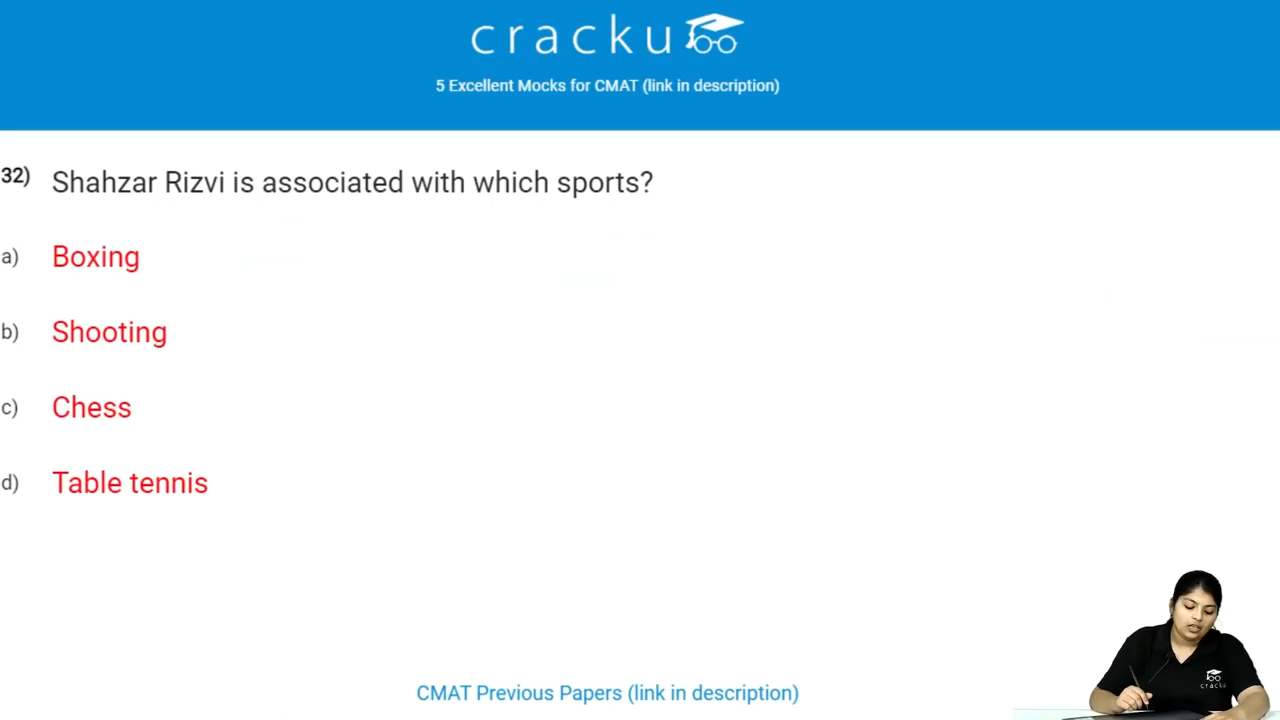 cracku
5 Excellent Mocks for CMAT (link in description)
32) Shahzar Rizvi is associated with which sports?
a) Boxing
b) Shooting
c) Chess
d) Table tennis
cracku
CMAT Previous Papers (link in description)